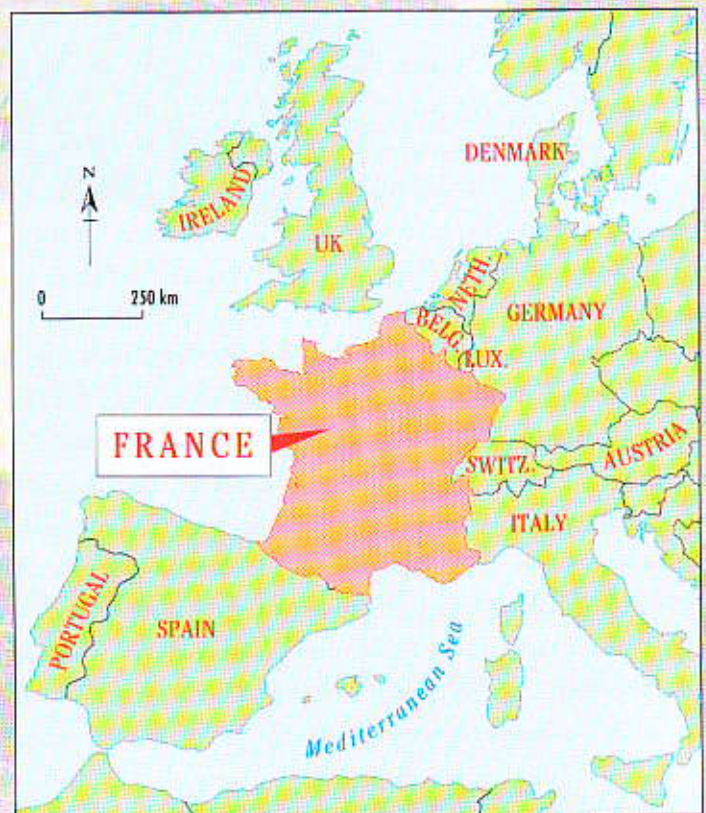 DENMARK
N
IRELAND
UK
0 250 km
NETH.
BELG.
GERMANY
LUX.
FRANCE
SWITZ.
AUSTRIA
ITALY
PORTUGAL
SPAIN
Mediterranean Sea